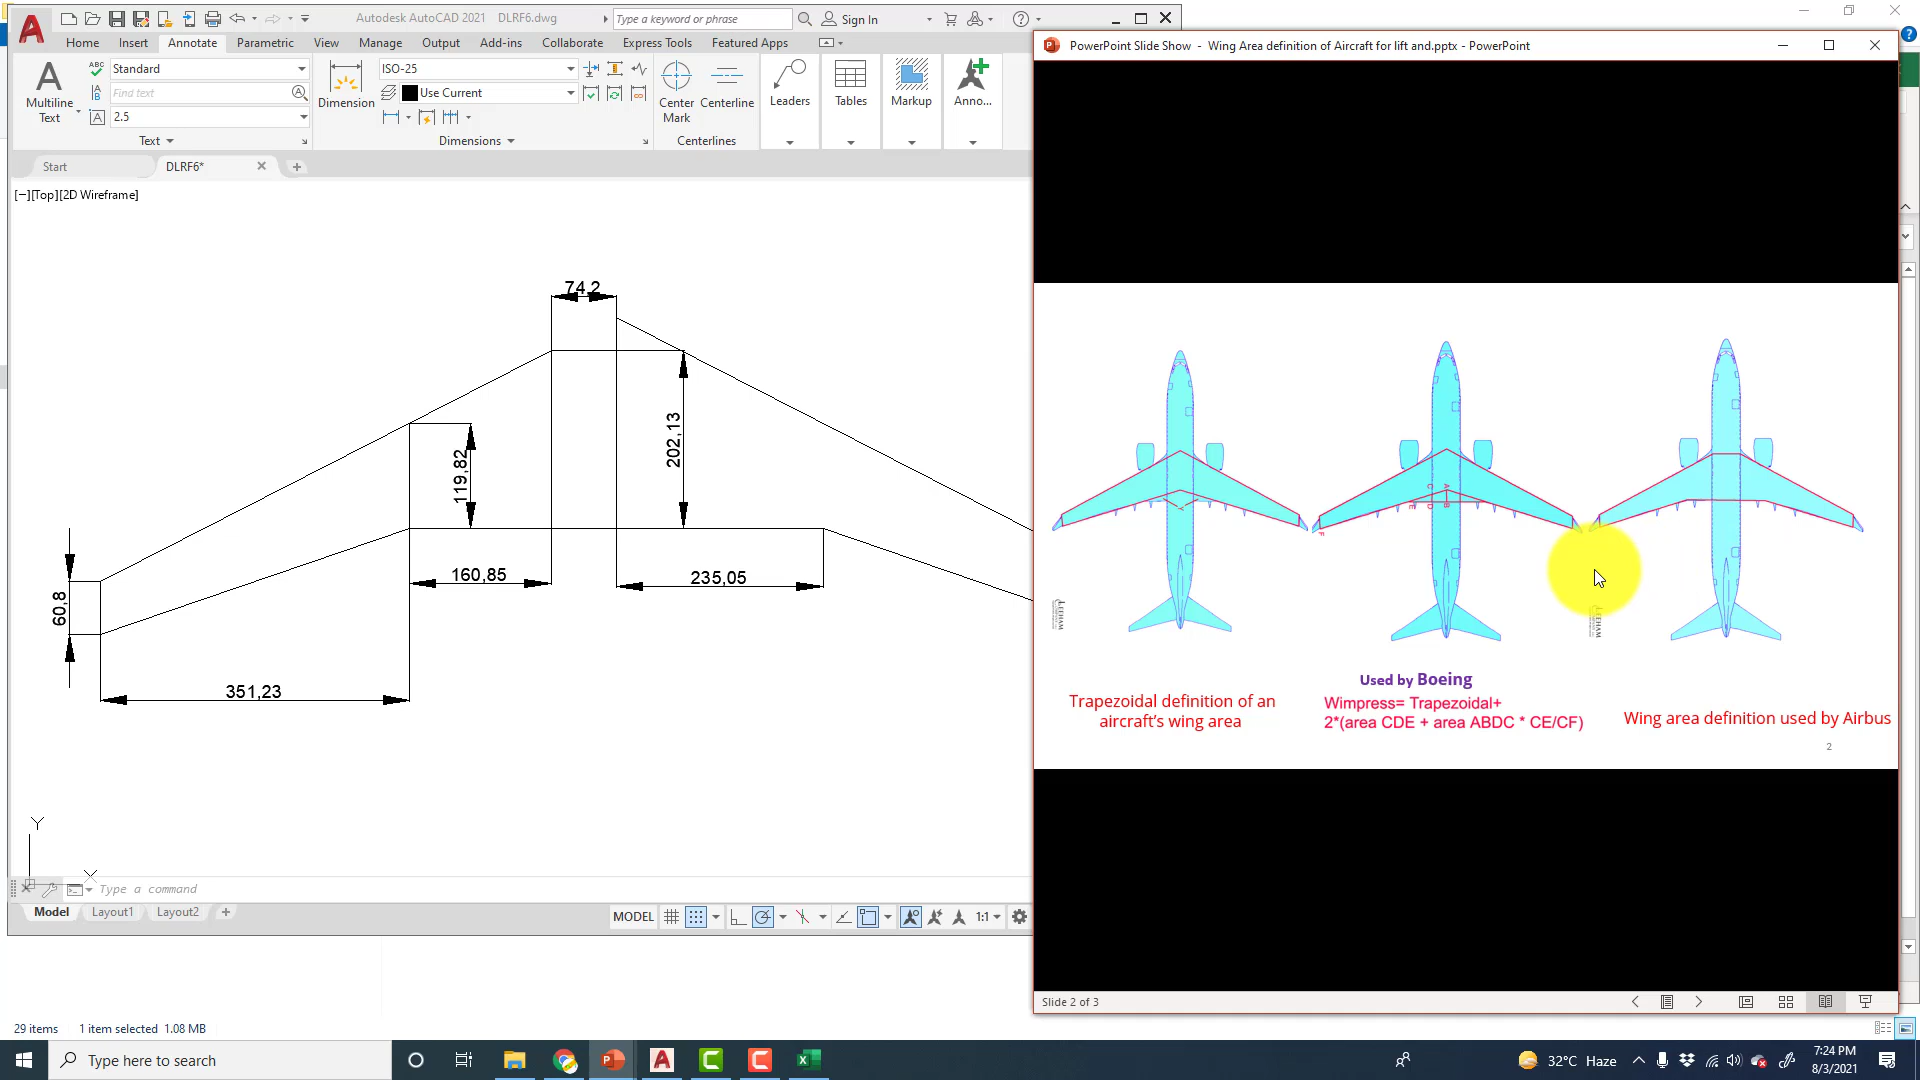 Autodesk AutoCAD 2021 DLRF6.dwg
Type a keyword or phrase
Sign In
Home Insert Annotate Parametric View Manage Output Add-ins Collaborate Express Tools Featured Apps
Multiline
Text
Standard
Find text
2.5
Text
Dimension
ISO-25
Use Current
Dimensions
Center
Mark
Centerline
Centerlines
Leaders
Tables
Markup
Anno...
Start
DLRF6*
[−][Top][2D Wireframe]
74,2
202,13
119,82
60,8
160,85
235,05
351,23
Y
X
Type a command
Model Layout1 Layout2
MODEL
1:1
29 items 1 item selected 1.08 MB
PowerPoint Slide Show - Wing Area definition of Aircraft for lift and.pptx - PowerPoint
A
B
C
D
E
F
LEEHAM
LEEHAM
Trapezoidal definition of an
aircraft’s wing area
Used by Boeing
Wimpress= Trapezoidal+
2*(area CDE + area ABDC * CE/CF)
Wing area definition used by Airbus
2
Slide 2 of 3
Type here to search
32°C Haze
7:24 PM
8/3/2021